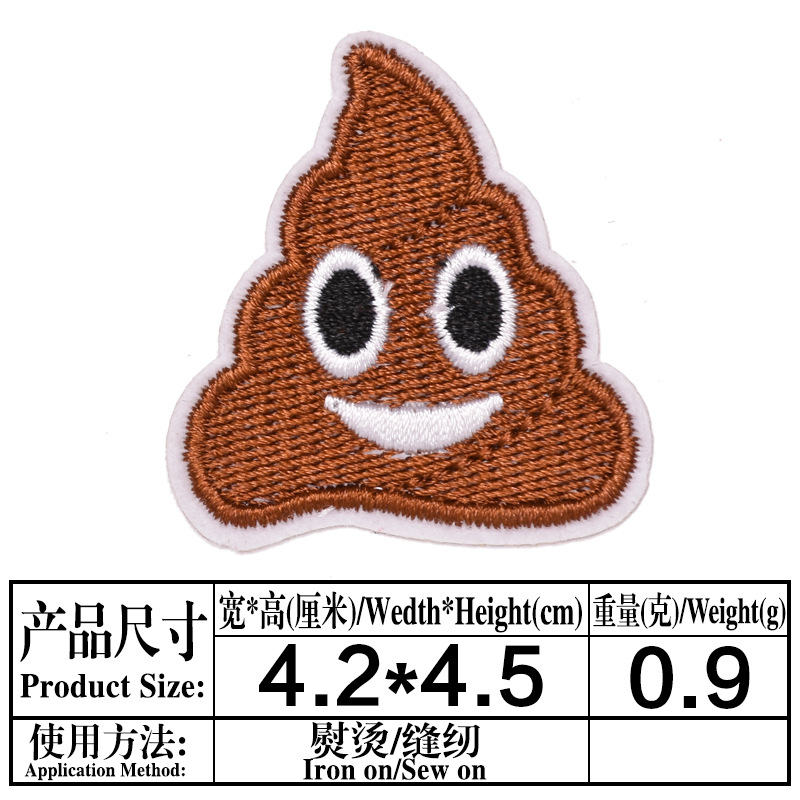 产品尺寸
Product Size:
宽*高(厘米)/Wedth*Height(cm)
重量(克)/Weight(g)
4.2*4.5
0.9
使用方法:
Application Method:
熨烫/缝纫
Iron on/Sew on